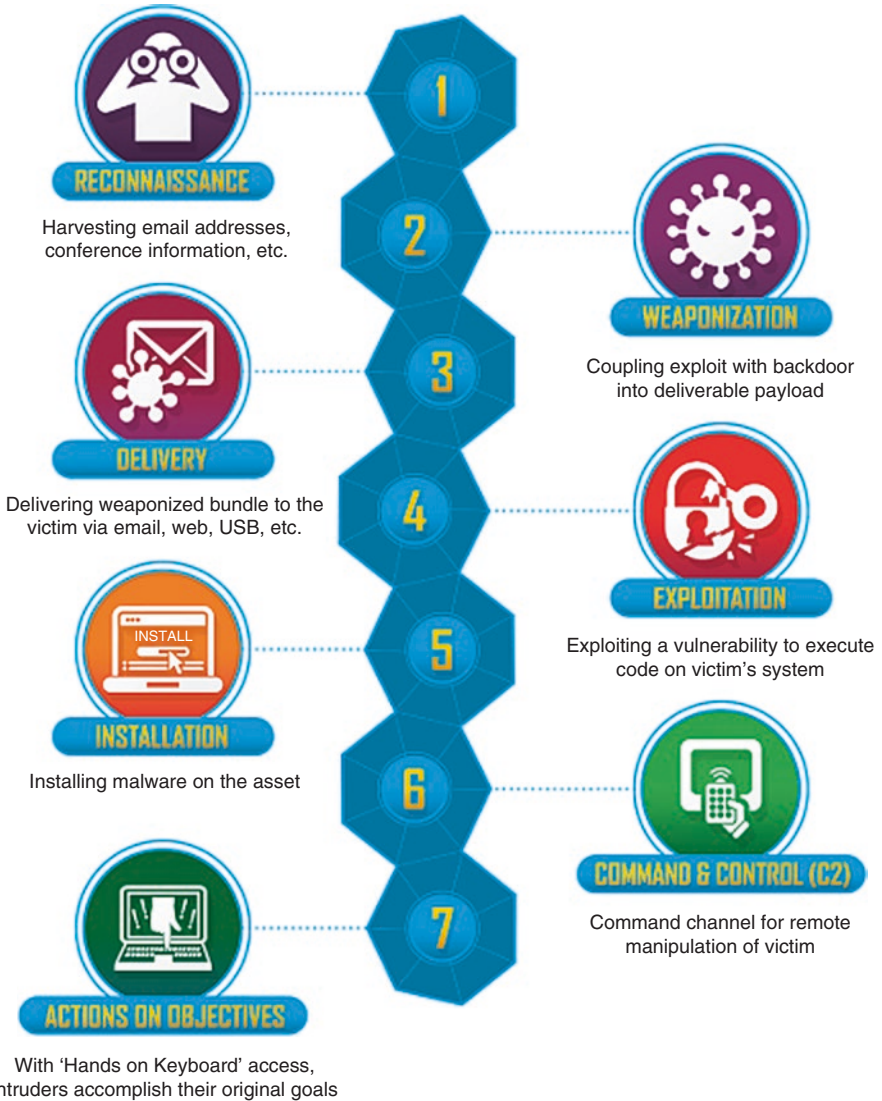 1
RECONNAISSANCE
Harvesting email addresses,
conference information, etc.
2
WEAPONIZATION
Coupling exploit with backdoor
into deliverable payload
3
DELIVERY
Delivering weaponized bundle to the
victim via email, web, USB, etc.
4
EXPLOITATION
Exploiting a vulnerability to execute
code on victim's system
5
INSTALL
INSTALLATION
Installing malware on the asset
6
COMMAND & CONTROL (C2)
Command channel for remote
manipulation of victim
7
ACTIONS ON OBJECTIVES
With ‘Hands on Keyboard’ access,
ntruders accomplish their original goals